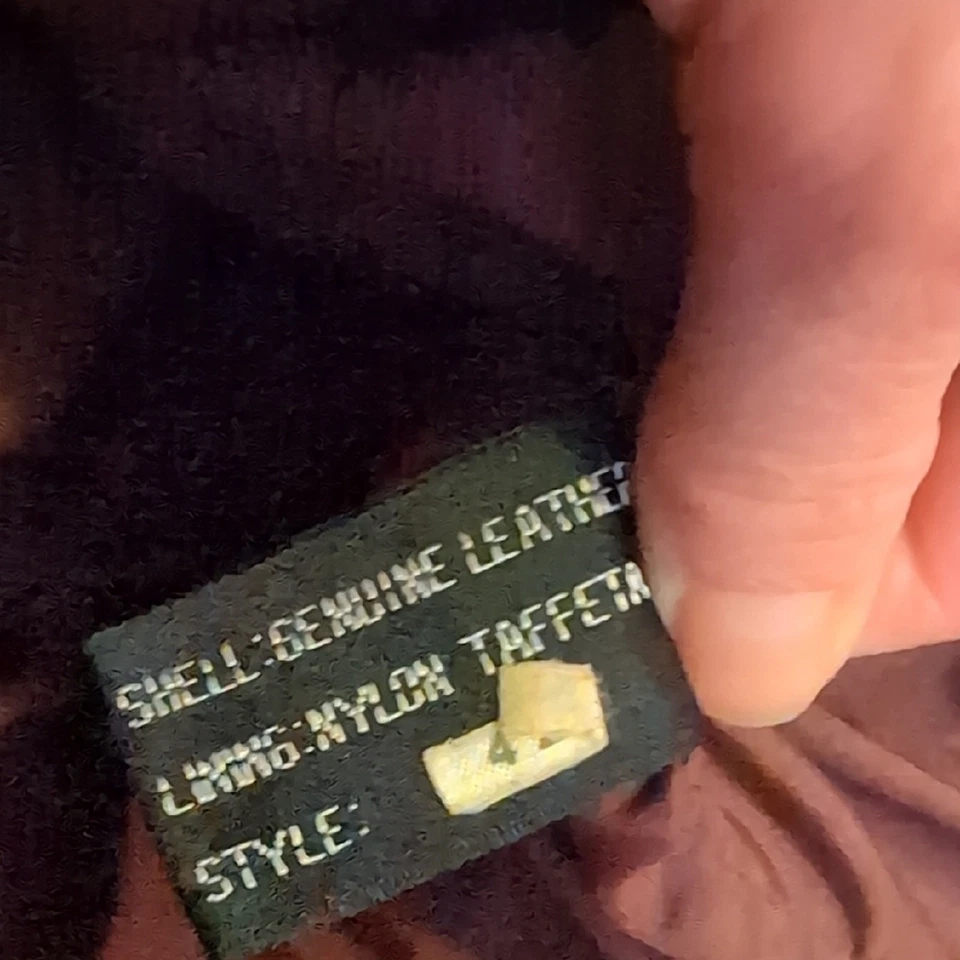 SHELL:GENUINE LEATHER
LINING:NYLON TAFFETA
STYLE: